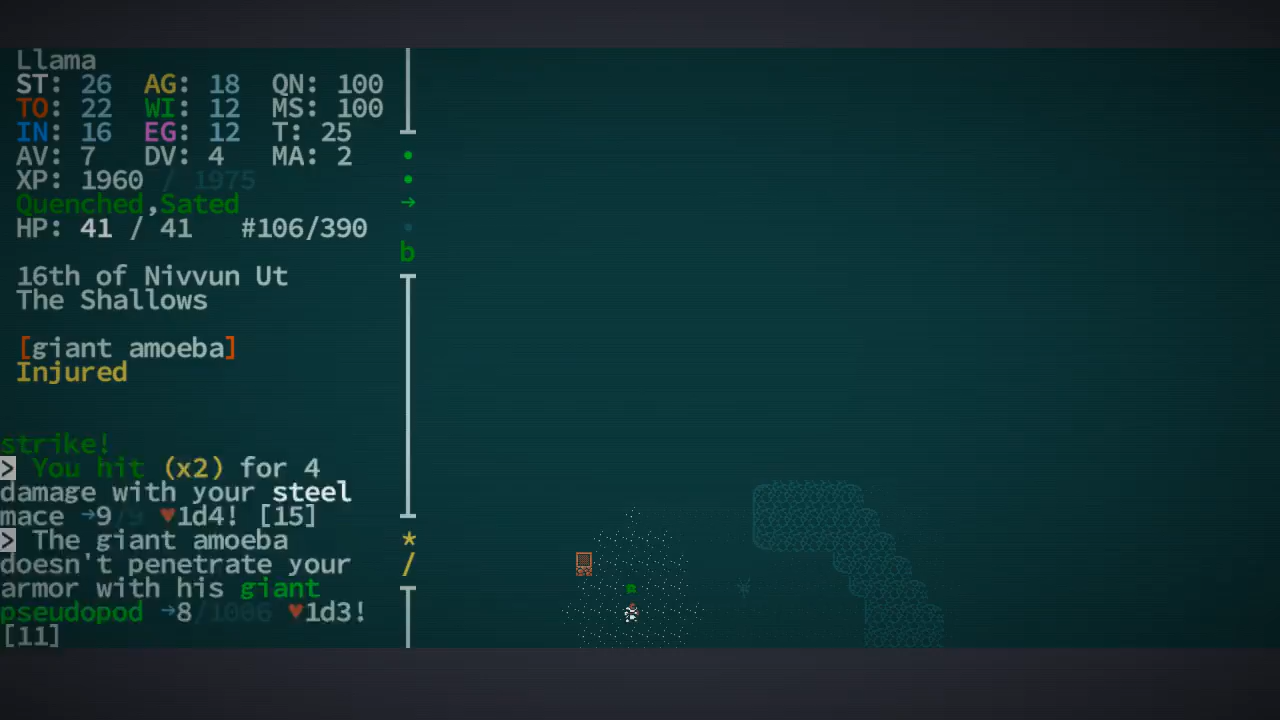 Llama
ST: 26 AG: 18 QN: 100
TO: 22 WI: 12 MS: 100
IN: 16 EG: 12 T: 25
AV: 7 DV: 4 MA: 2
XP: 1960 / 1975
Quenched,Sated
HP: 41 / 41 #106/390
b
16th of Nivvun Ut
The Shallows
[giant amoeba]
Injured
strike!
> You hit (x2) for 4
damage with your steel
mace →9/9 ♥1d4! [15]
> The giant amoeba
*
doesn't penetrate your
/
armor with his giant
pseudopod →8/1006 ♥1d3!
[11]